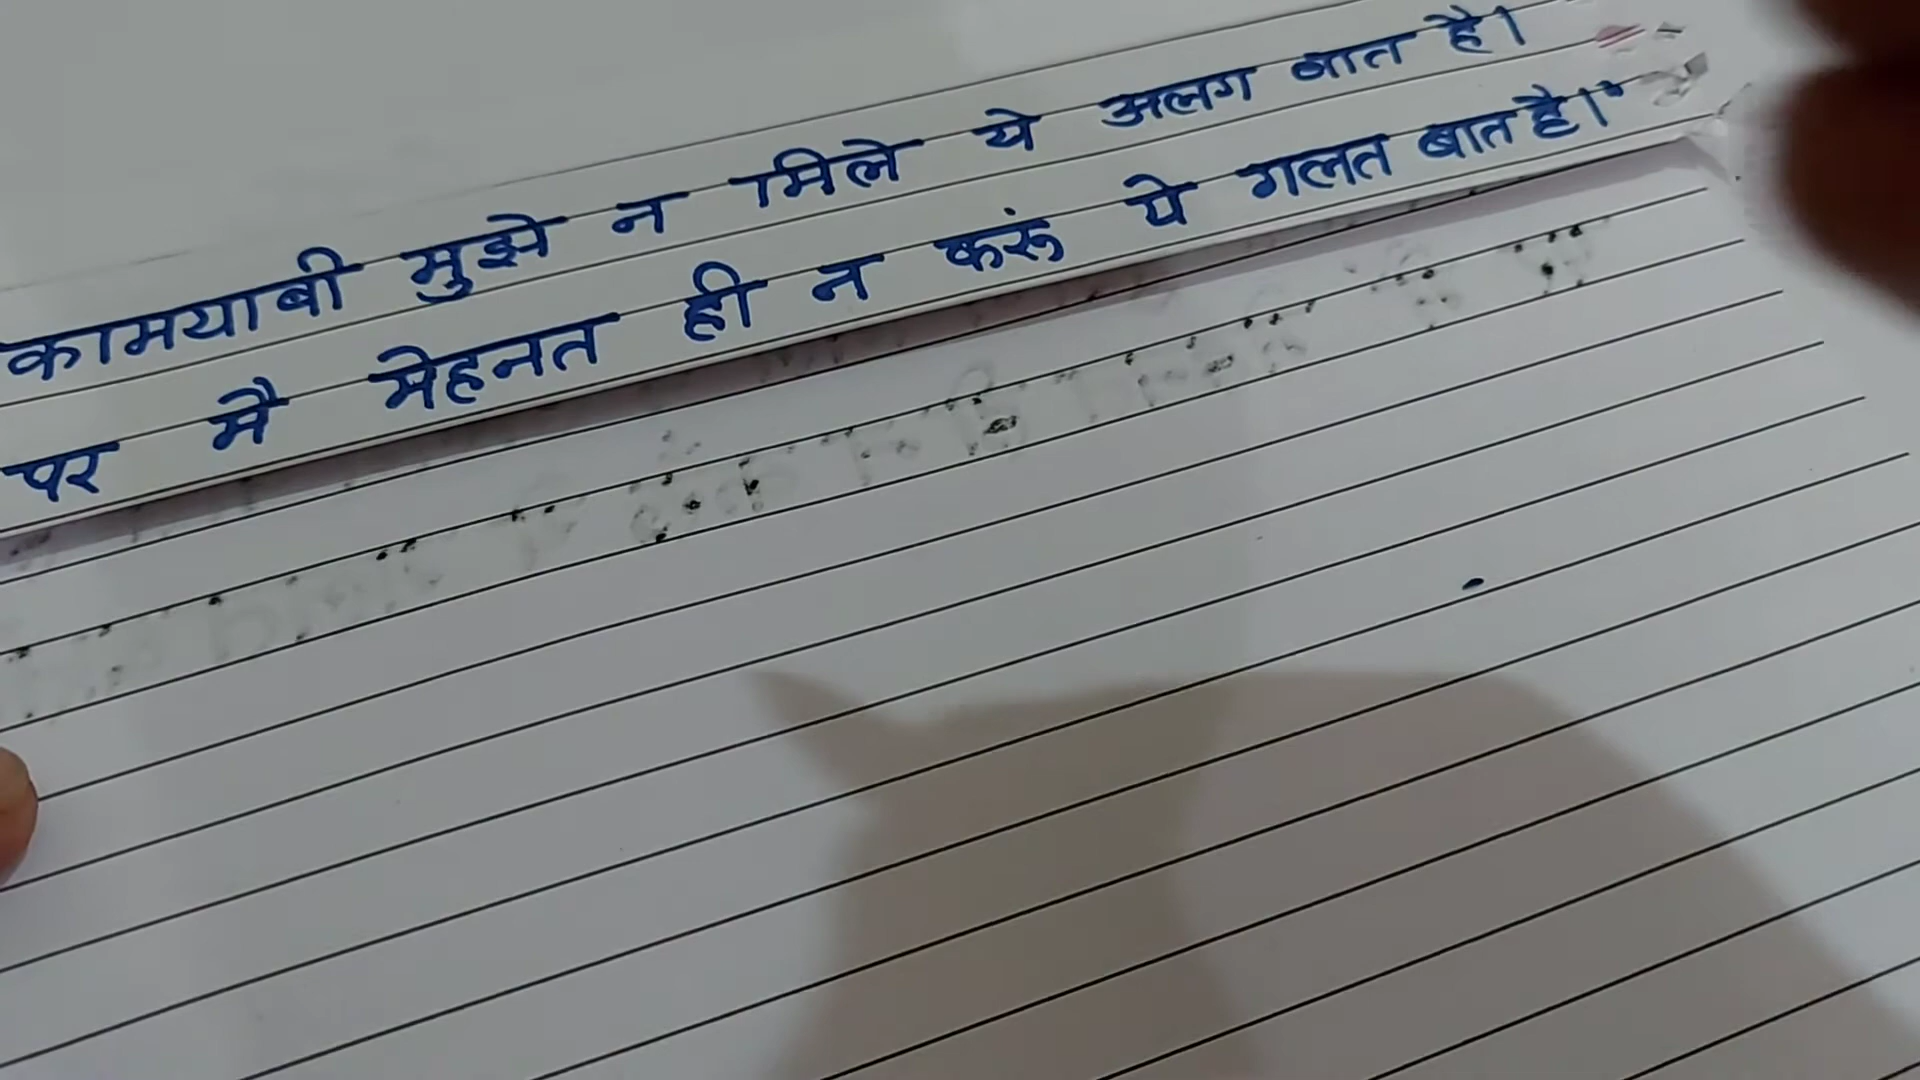 कामयाबी मुझे न मिले ये अलग बात है।
पर मै मेहनत ही न करूं ये गलत बात है।"